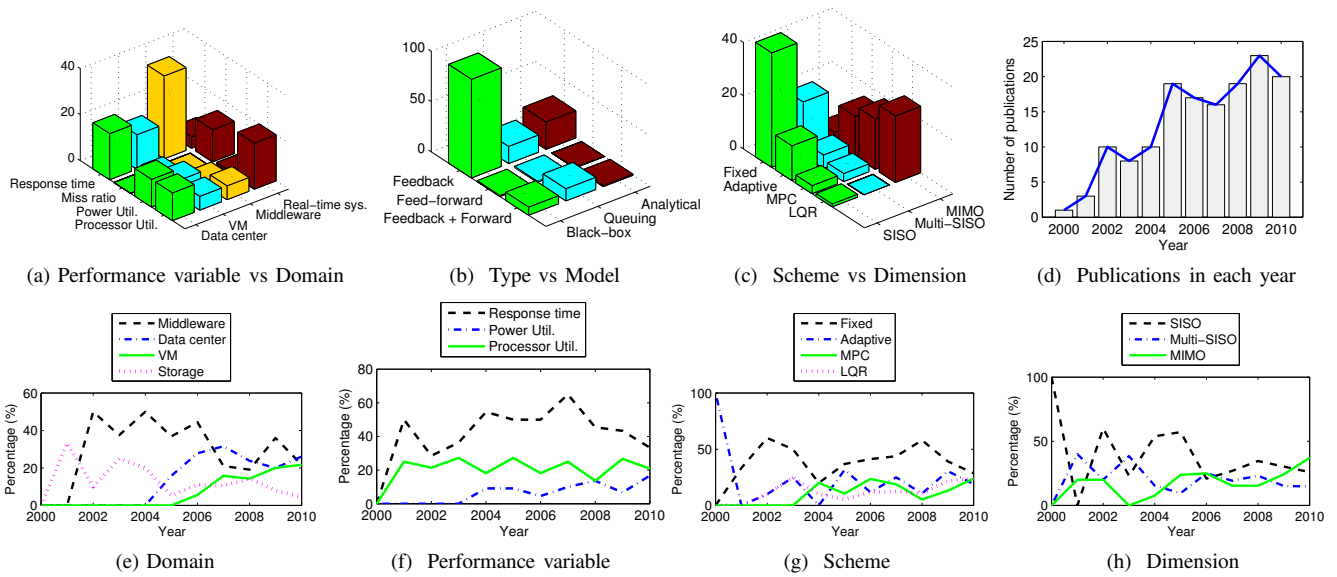 40
20
0
Response time
Miss ratio
Power Util.
Processor Util.
Real−time sys.
Middleware
VM
Data center
(a) Performance variable vs Domain
100
50
0
Feedback
Feed−forward
Feedback + Forward
Analytical
Queuing
Black−box
(b) Type vs Model
40
20
0
Fixed
Adaptive
MPC
LQR
MIMO
Multi−SISO
SISO
(c) Scheme vs Dimension
25
20
15
10
5
0
Number of publications
2000 2002 2004 2006 2008 2010
Year
(d) Publications in each year
Middleware
Data center
VM
Storage
60
40
20
0
Percentage (%)
2000 2002 2004 2006 2008 2010
Year
(e) Domain
Response time
Power Util.
Processor Util.
80
60
40
20
0
Percentage (%)
2000 2002 2004 2006 2008 2010
Year
(f) Performance variable
Fixed
Adaptive
MPC
LQR
100
50
0
Percentage (%)
2000 2002 2004 2006 2008 2010
Year
(g) Scheme
SISO
Multi−SISO
MIMO
100
50
0
Percentage (%)
2000 2002 2004 2006 2008 2010
Year
(h) Dimension